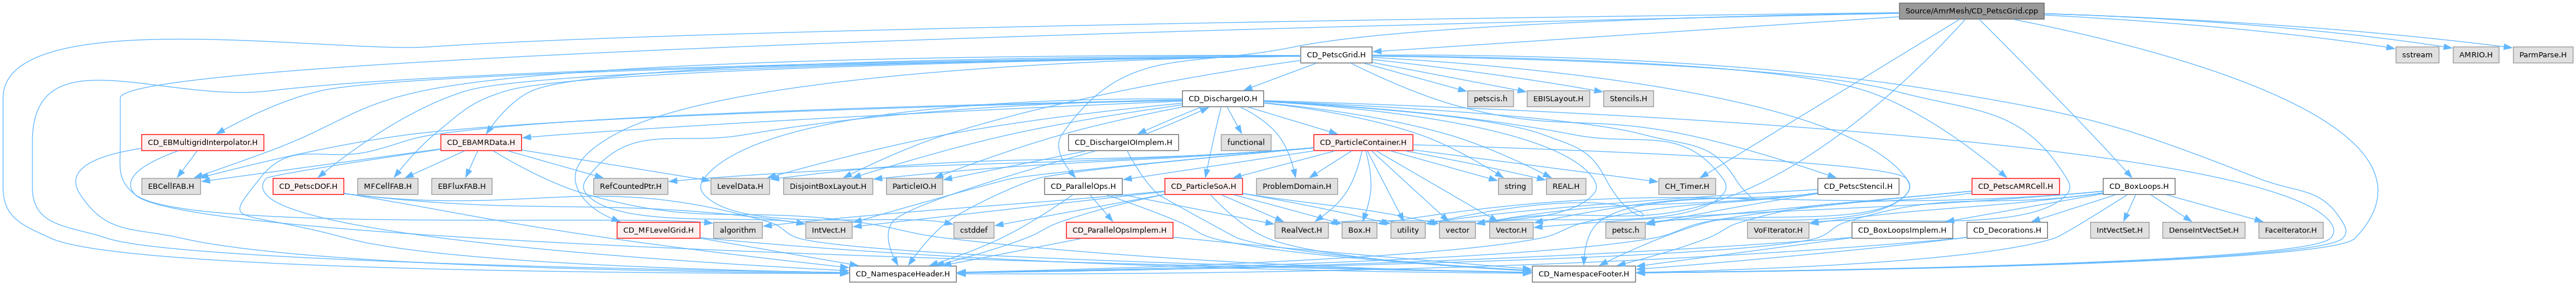 Source/AmrMesh/CD_PetscGrid.cpp
CD_PetscGrid.H
sstream
AMRIO.H
ParmParse.H
CD_DischargeIO.H
petscis.h
EBISLayout.H
Stencils.H
CD_EBMultigridInterpolator.H
CD_EBAMRData.H
CD_DischargeIOImplem.H
functional
CD_ParticleContainer.H
EBCellFAB.H
CD_PetscDOF.H
MFCellFAB.H
EBFluxFAB.H
RefCountedPtr.H
LevelData.H
DisjointBoxLayout.H
ParticleIO.H
CD_ParallelOps.H
CD_ParticleSoA.H
ProblemDomain.H
string
REAL.H
CH_Timer.H
CD_PetscStencil.H
CD_PetscAMRCell.H
CD_BoxLoops.H
CD_MFLevelGrid.H
algorithm
IntVect.H
cstddef
CD_ParallelOpsImplem.H
RealVect.H
Box.H
utility
vector
Vector.H
petsc.h
VoFIterator.H
CD_BoxLoopsImplem.H
CD_Decorations.H
IntVectSet.H
DenseIntVectSet.H
FaceIterator.H
CD_NamespaceHeader.H
CD_NamespaceFooter.H